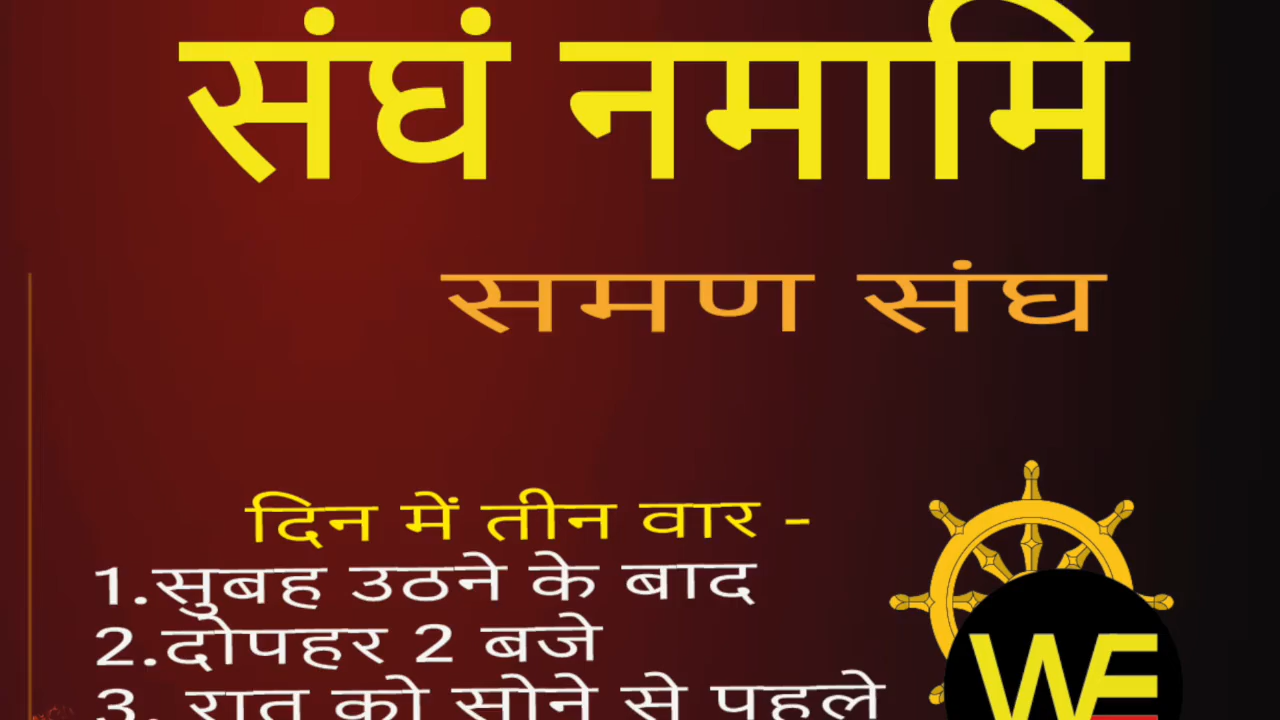 संघं नमामि
समण संघ
दिन में तीन वार -
1.सुबह उठने के बाद
2.दोपहर 2 बजे
3. रात को सोने से पहले
WE